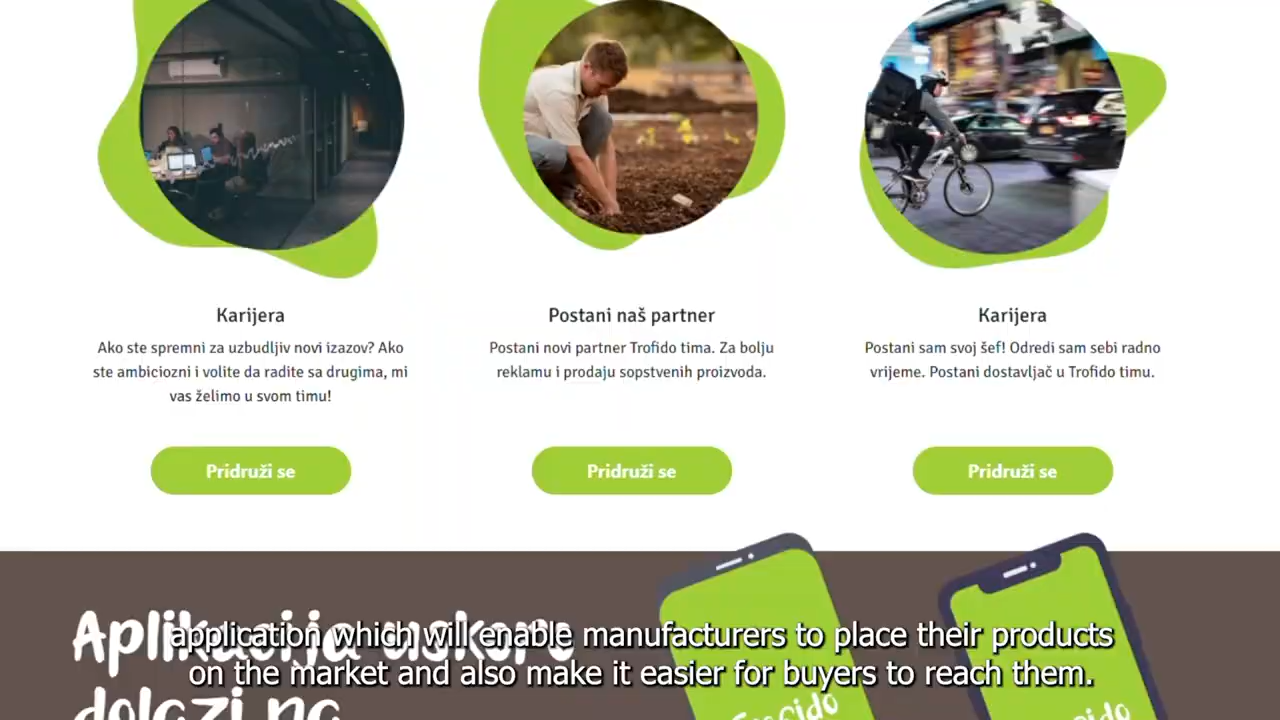 Karijera
Ako ste spremni za uzbudljiv novi izazov? Ako
ste ambiciozni i volite da radite sa drugima, mi
vas želimo u svom timu!
Pridruži se
Postani naš partner
Postani novi partner Trofido tima. Za bolju
reklamu i prodaju sopstvenih proizvoda.
Pridruži se
Karijera
Postani sam svoj šef! Odredi sam sebi radno
vrijeme. Postani dostavljač u Trofido timu.
Pridruži se
Aplikacija uskoro
dolazi na
application which will enable manufacturers to place their products
on the market and also make it easier for buyers to reach them.